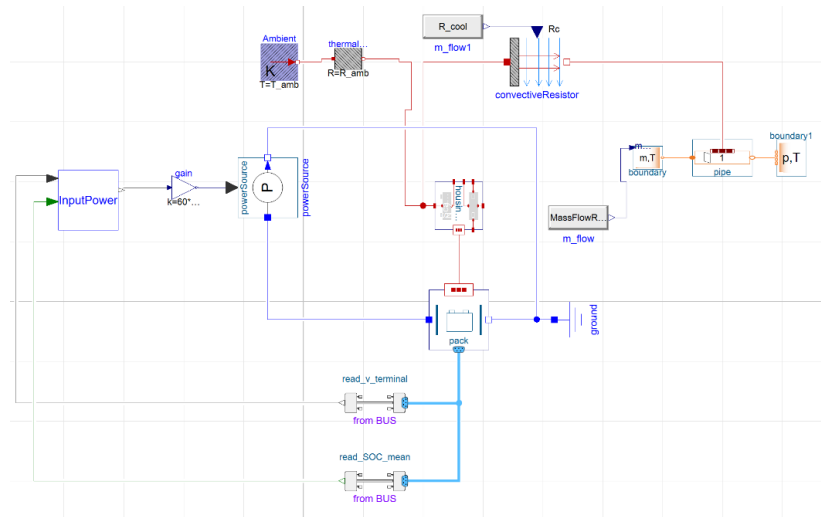 R_cool
Rc
m_flow1
Ambient
thermal...
K
T=T_amb
R=R_amb
convectiveResistor
boundary1
m...
m,T
boundary
1
pipe
p,T
gain
InputPower
k=60*...
powerSource
P
powerSource
housin...
MassFlowR...
m_flow
ground
pack
read_v_terminal
from BUS
read_SOC_mean
from BUS